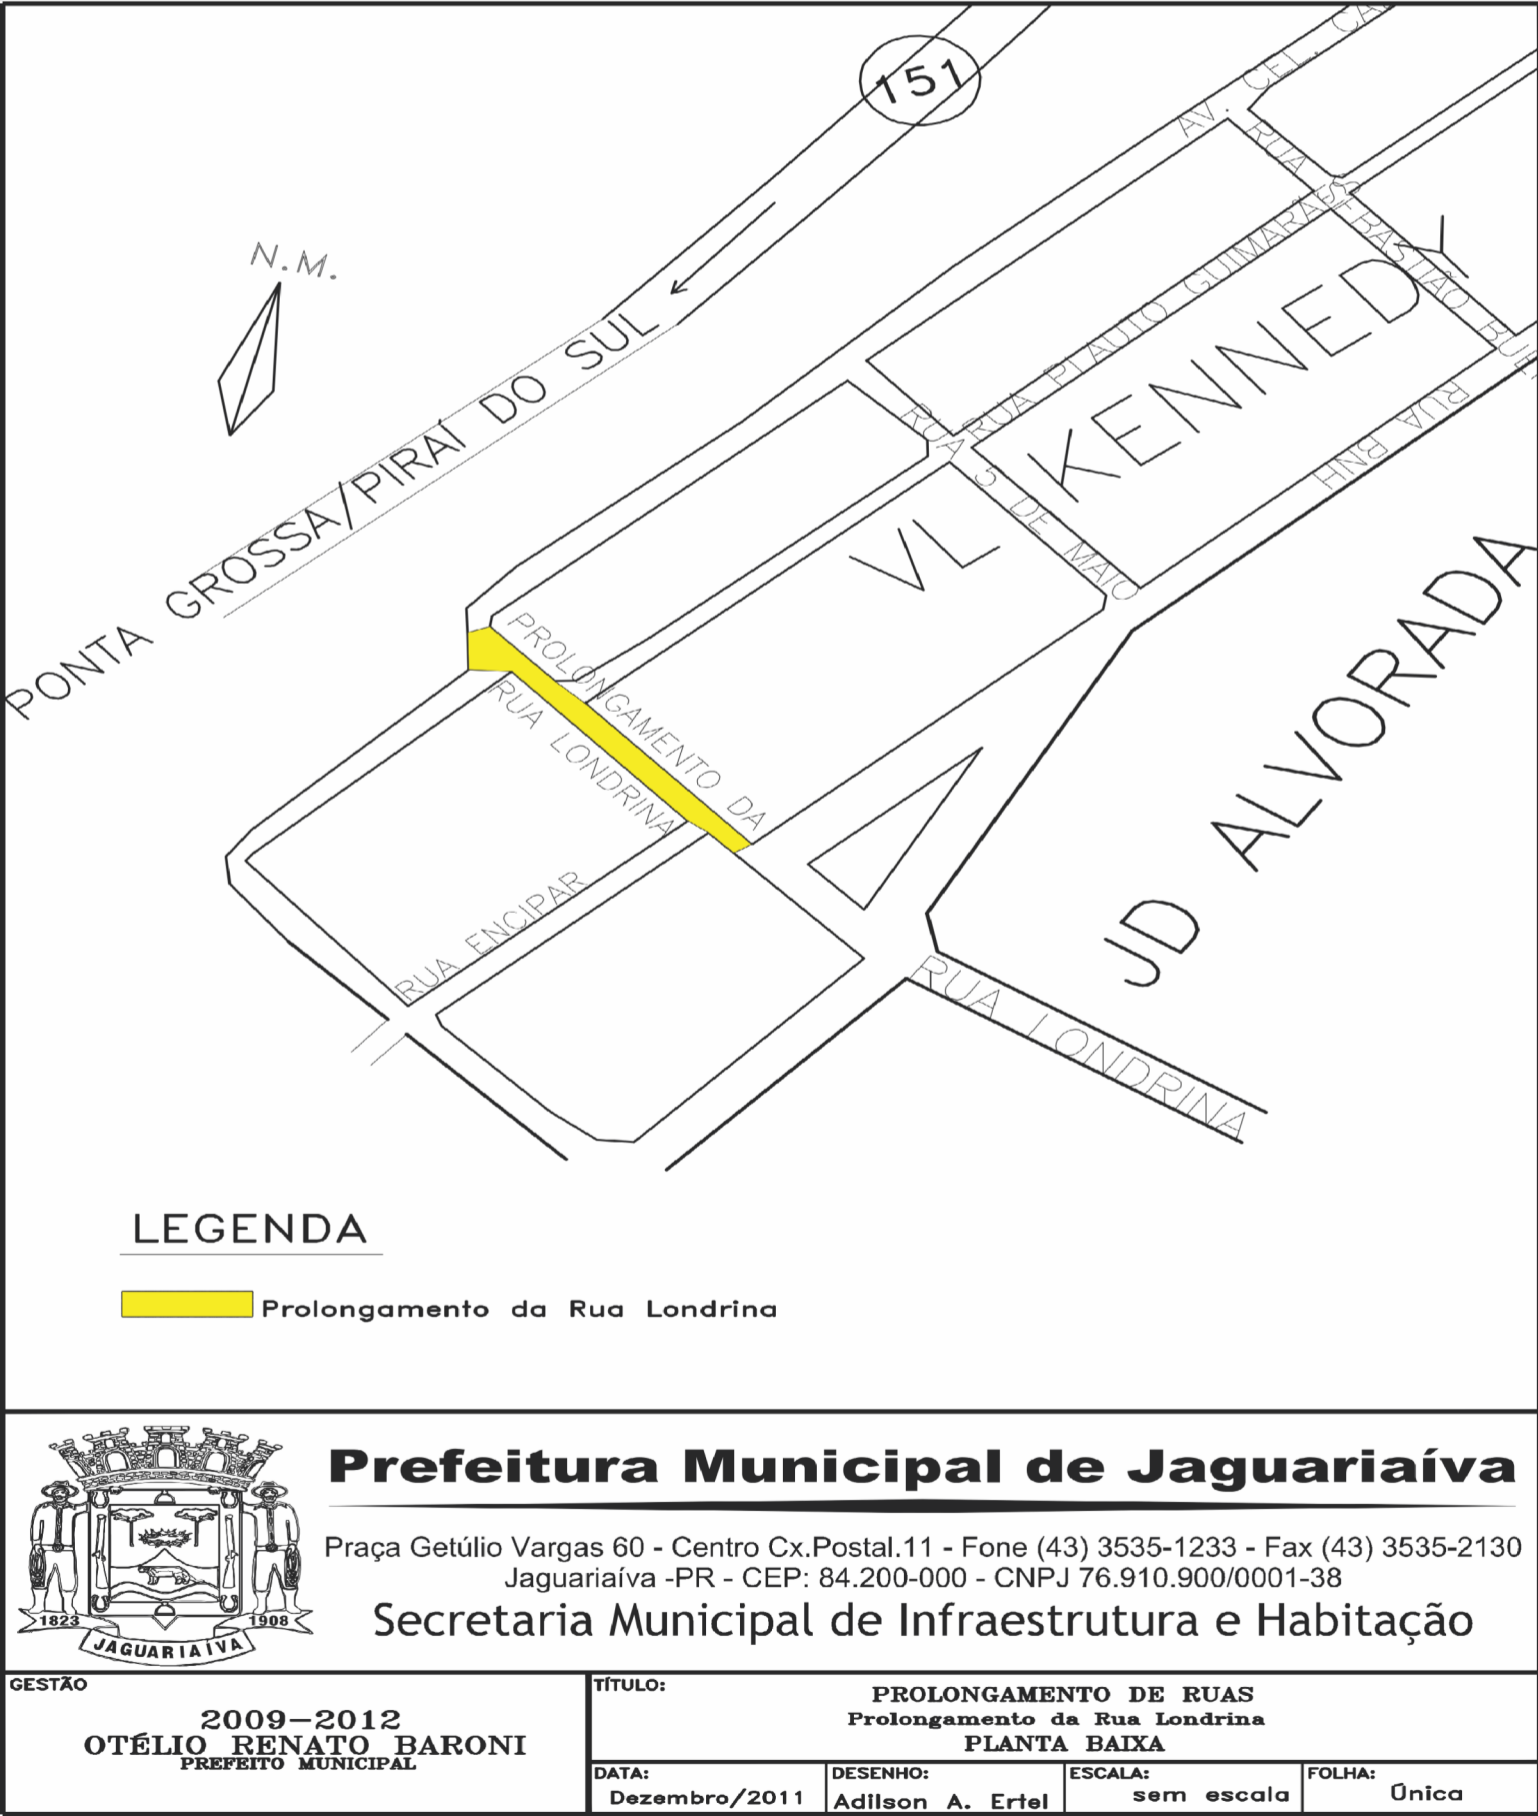 151
AV. CEL.
N.M.
RUA SEBASTIÃO
RUA PLAUTO GUIMARÃES
PONTA GROSSA/PIRAÍ DO SUL
VL KENNEDY
RUA BNH
RUA 5 DE MAIO
JD ALVORADA
PROLONGAMENTO DA
RUA LONDRINA
RUA ENCIPAR
RUA LONDRINA
LEGENDA
Prolongamento da Rua Londrina
Prefeitura Municipal de Jaguariaíva
Praça Getúlio Vargas 60 - Centro Cx.Postal.11 - Fone (43) 3535-1233 - Fax (43) 3535-2130
Jaguariaíva -PR - CEP: 84.200-000 - CNPJ 76.910.900/0001-38
Secretaria Municipal de Infraestrutura e Habitação
1823
1908
JAGUARIAÍVA
GESTÃO
2009-2012
OTÉLIO RENATO BARONI
PREFEITO MUNICIPAL
TÍTULO:
PROLONGAMENTO DE RUAS
Prolongamento da Rua Londrina
PLANTA BAIXA
DATA:
Dezembro/2011
DESENHO:
Adilson A. Ertel
ESCALA:
sem escala
FOLHA:
Única